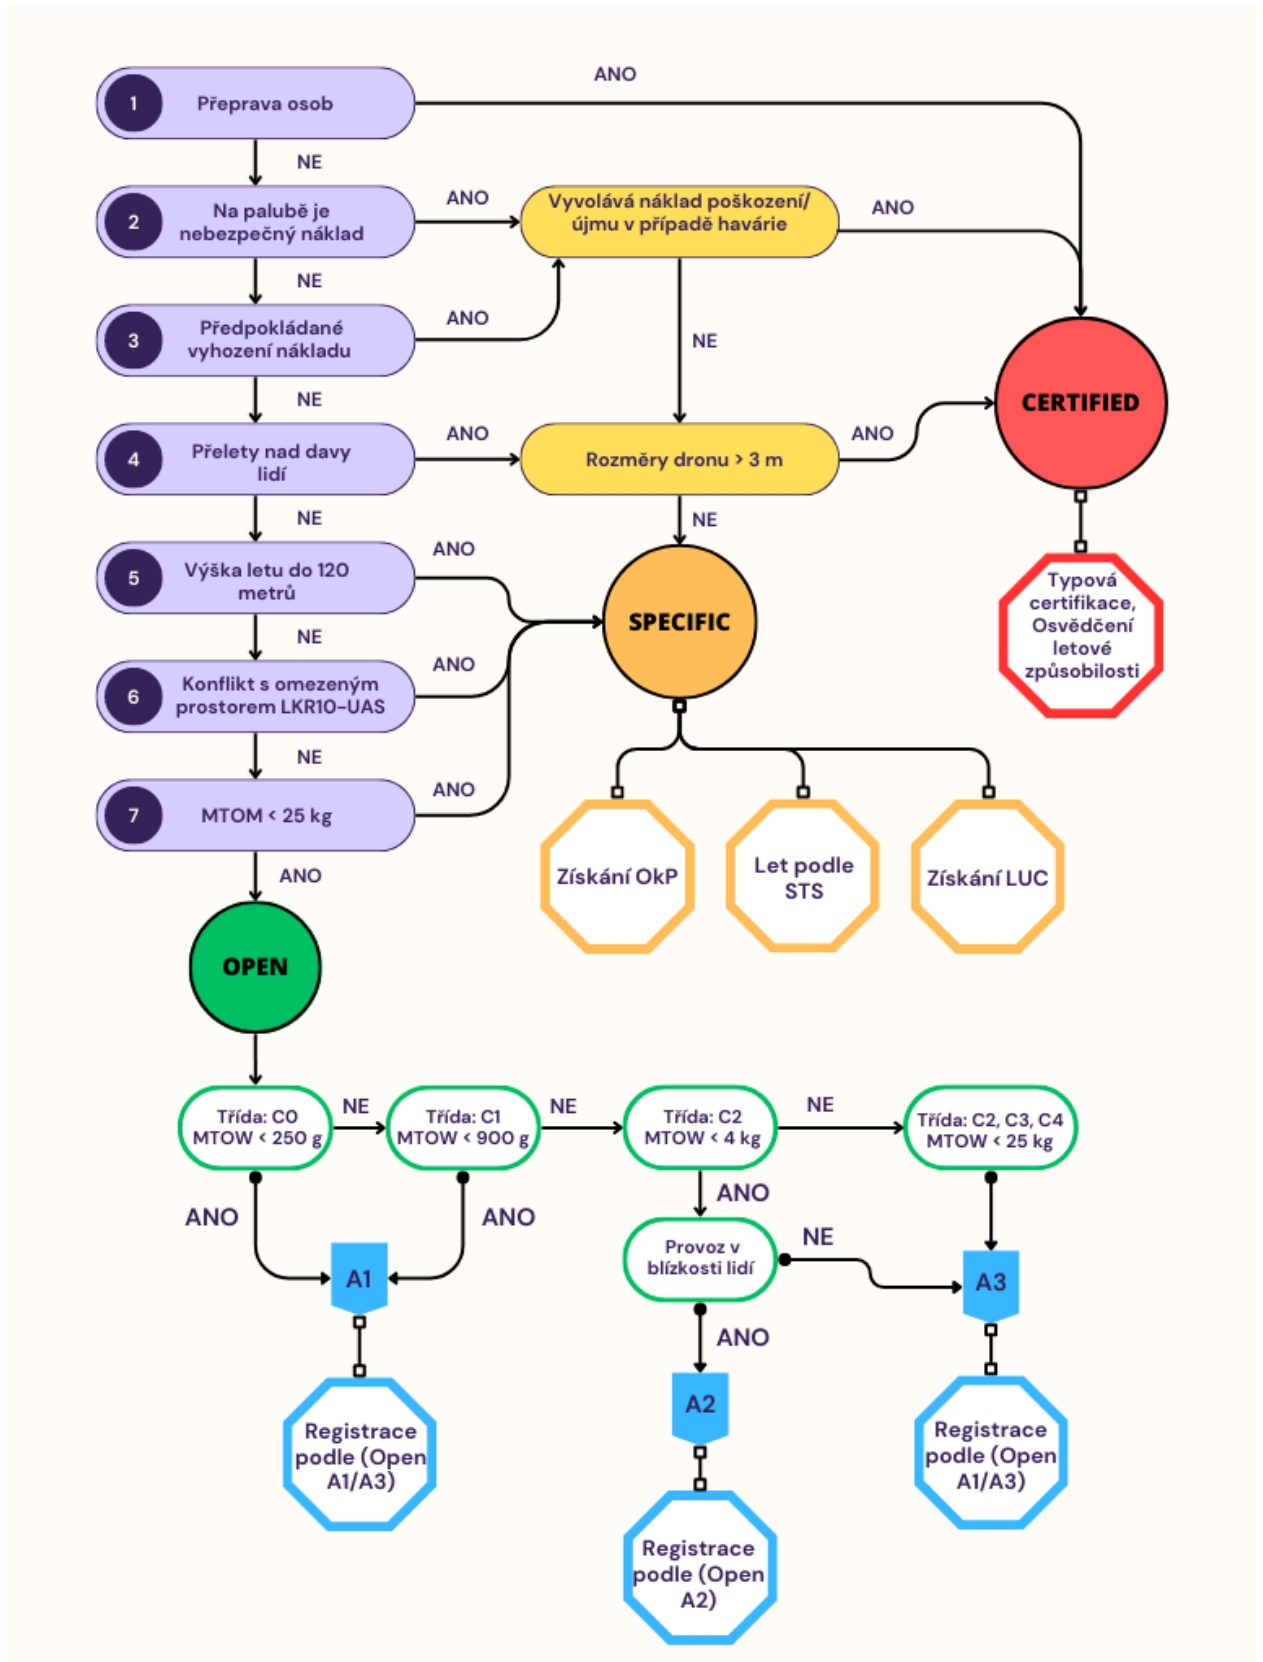 ANO
1
Přeprava osob
NE
2
Na palubě je
nebezpečný náklad
ANO
Vyvolává náklad poškození/
újmu v případě havárie
ANO
NE
3
Předpokládané
vyhození nákladu
ANO
NE
NE
CERTIFIED
4
Přelety nad davy
lidí
ANO
Rozměry dronu > 3 m
ANO
NE
NE
5
Výška letu do 120
metrů
ANO
SPECIFIC
Typová
certifikace,
Osvědčení
letové
způsobilosti
NE
6
Konflikt s omezeným
prostorem LKR10-UAS
ANO
NE
7
MTOM < 25 kg
ANO
ANO
Získání OkP
Let podle
STS
Získání LUC
OPEN
Třída: C0
MTOW < 250 g
NE
Třída: C1
MTOW < 900 g
NE
Třída: C2
MTOW < 4 kg
NE
Třída: C2, C3, C4
MTOW < 25 kg
ANO
ANO
ANO
Provoz v
blízkosti lidí
NE
A1
A3
ANO
A2
Registrace
podle (Open
A1/A3)
Registrace
podle (Open
A1/A3)
Registrace
podle (Open
A2)